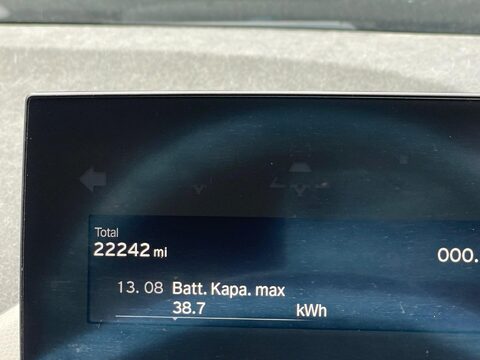 Total
22242 mi
000.
13. 08 Batt. Kapa. max
38.7 kWh